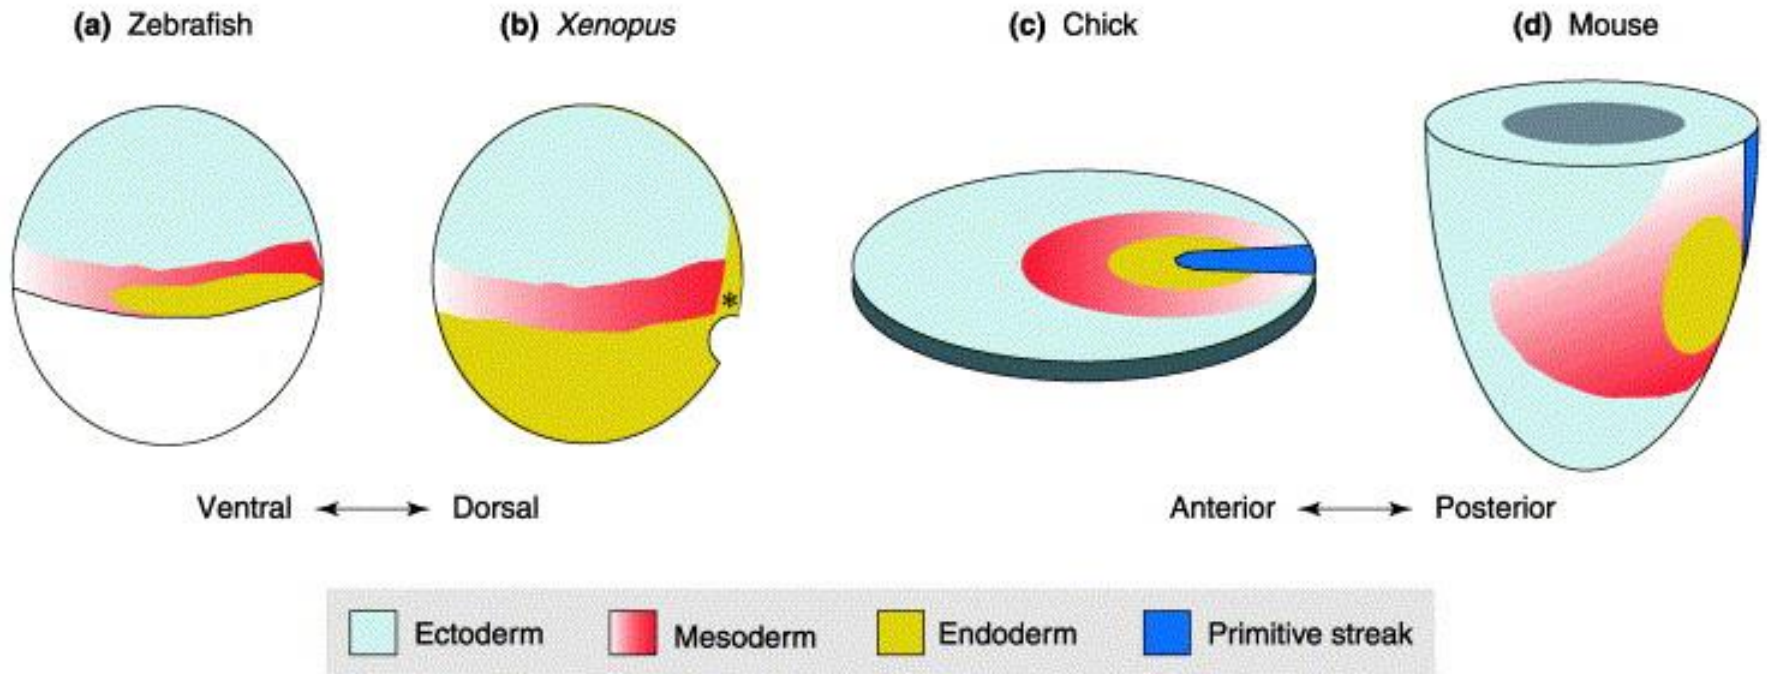 (a) Zebrafish
(b) Xenopus
(c) Chick
(d) Mouse
*
Ventral ↔ Dorsal
Anterior ↔ Posterior
Ectoderm
Mesoderm
Endoderm
Primitive streak